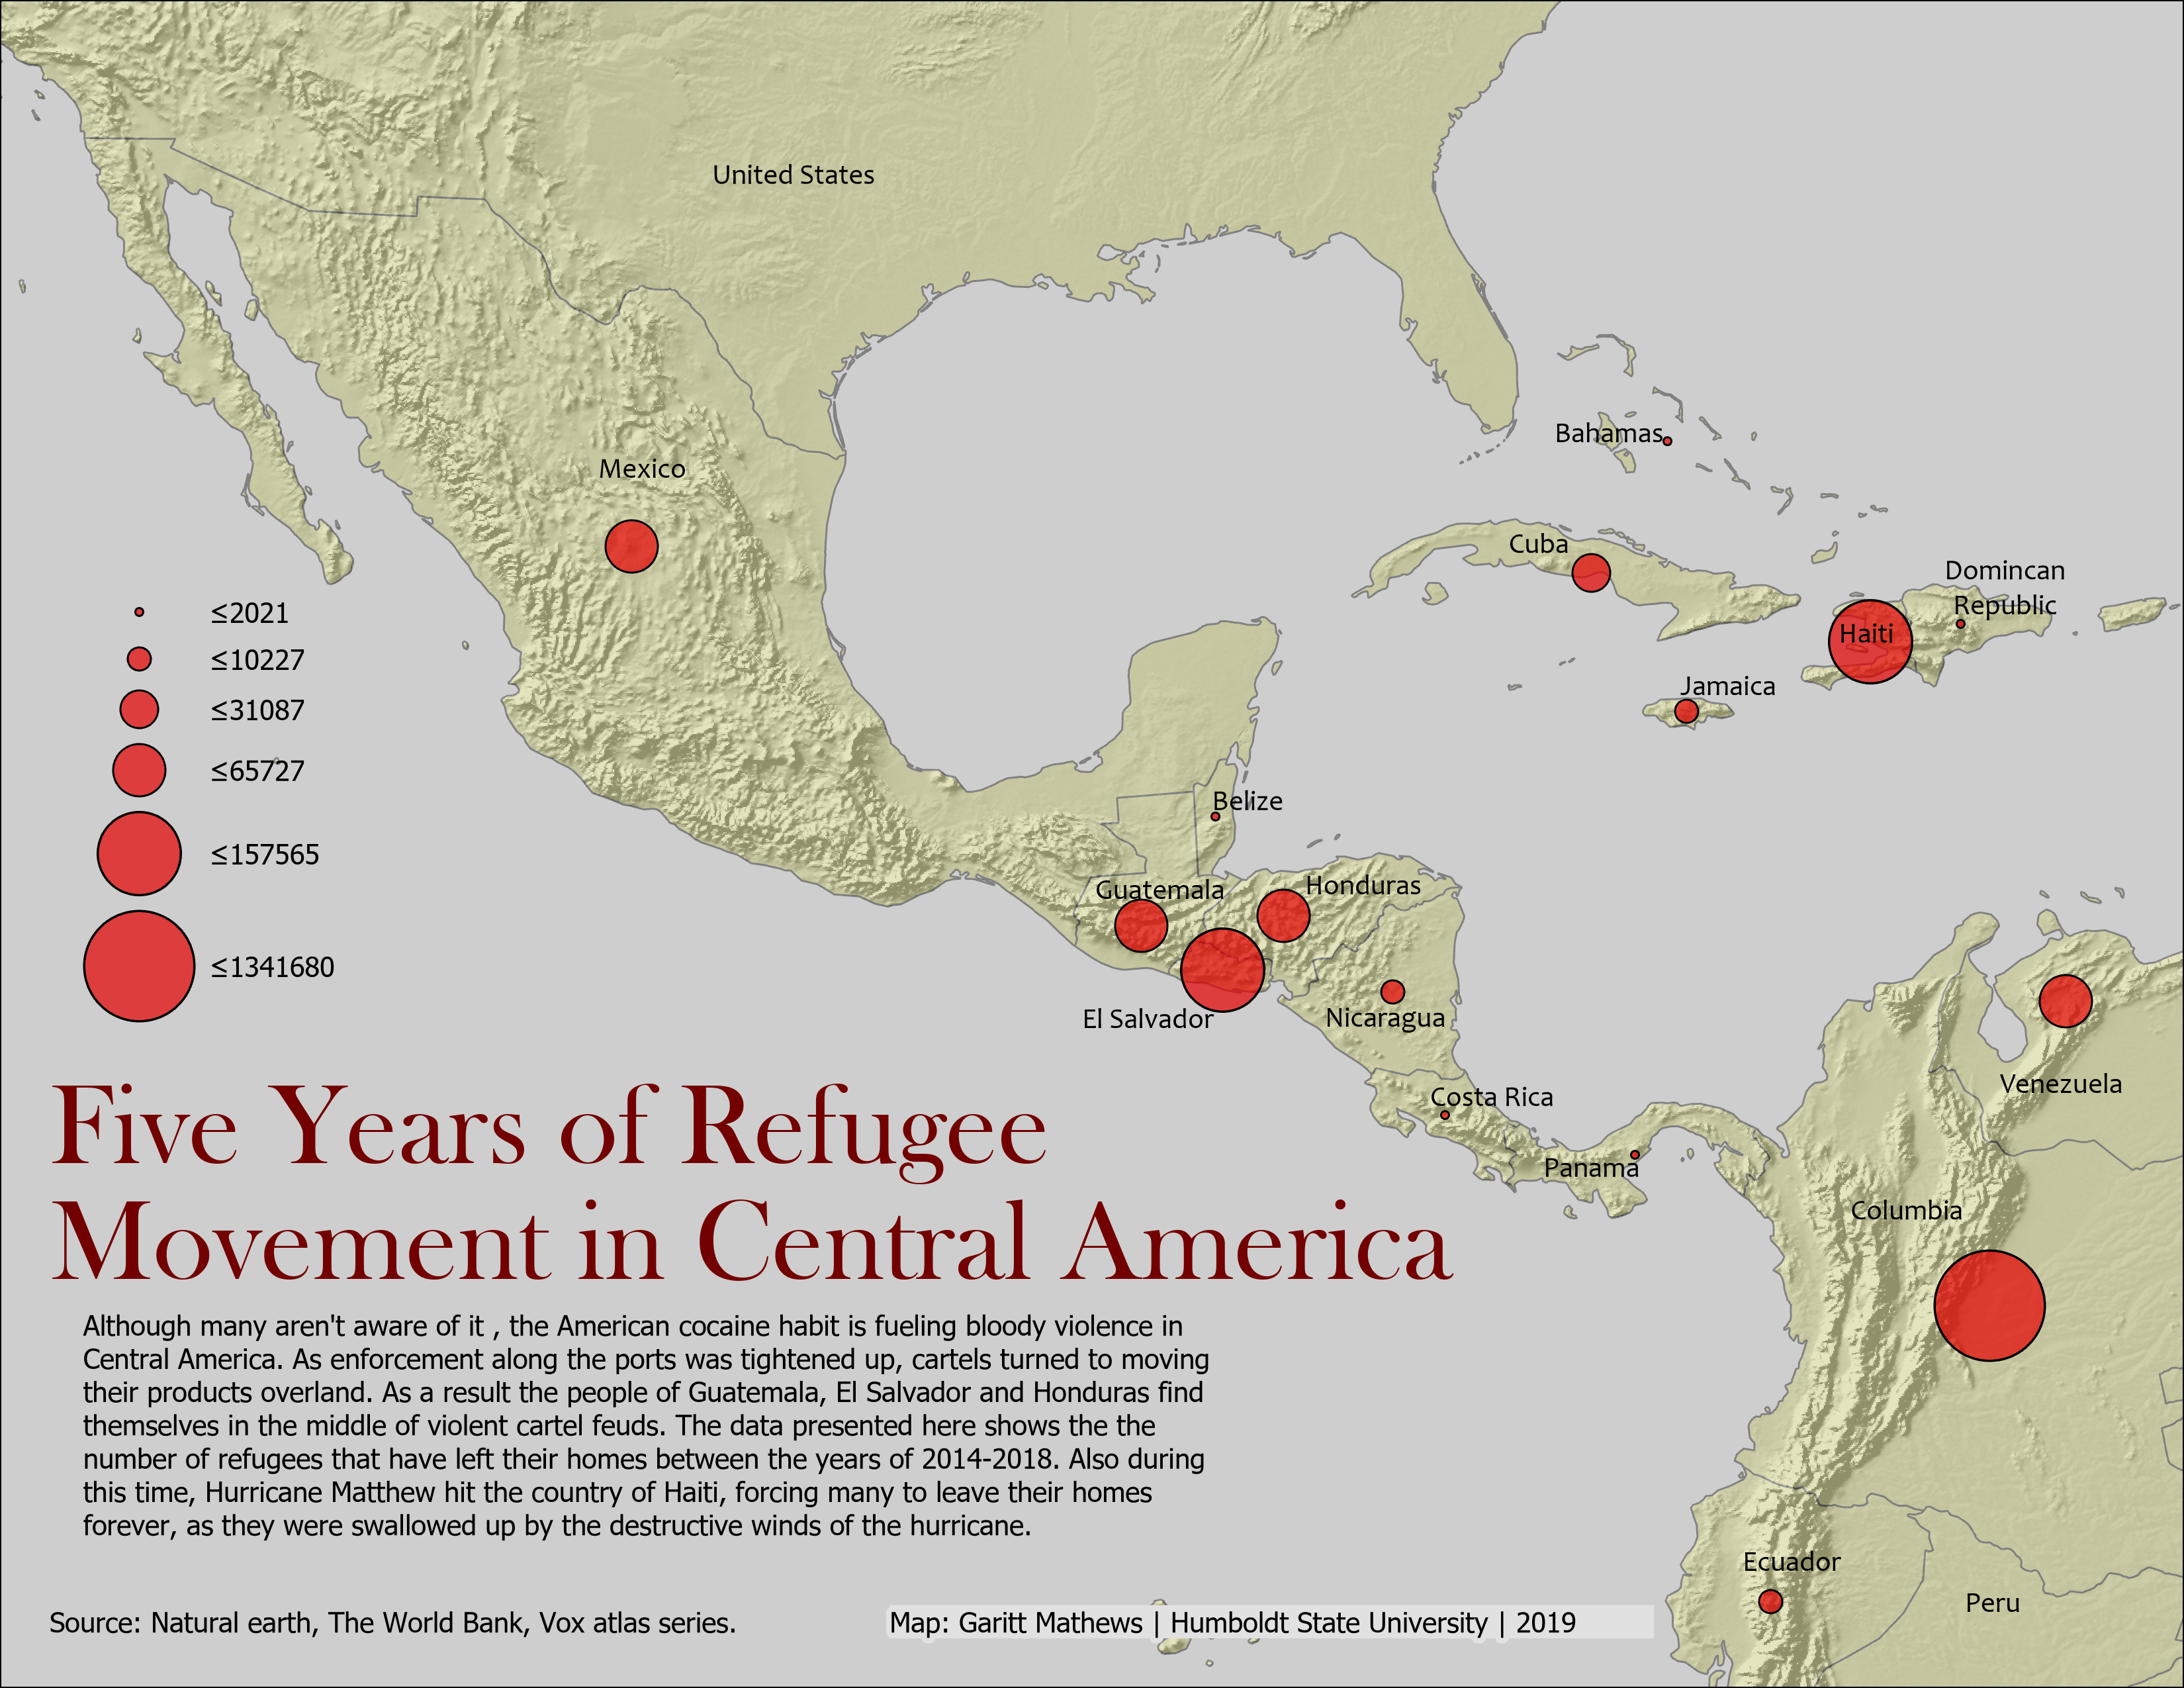 United States
Bahamas
Mexico
Cuba
Domincan
Republic
Haiti
Jamaica
≤2021
≤10227
≤31087
≤65727
≤157565
≤1341680
Belize
Guatemala
Honduras
El Salvador
Nicaragua
Costa Rica
Panama
Venezuela
Columbia
Ecuador
Peru
Five Years of Refugee
Movement in Central America
Although many aren't aware of it , the American cocaine habit is fueling bloody violence in
Central America. As enforcement along the ports was tightened up, cartels turned to moving
their products overland. As a result the people of Guatemala, El Salvador and Honduras find
themselves in the middle of violent cartel feuds. The data presented here shows the the
number of refugees that have left their homes between the years of 2014-2018. Also during
this time, Hurricane Matthew hit the country of Haiti, forcing many to leave their homes
forever, as they were swallowed up by the destructive winds of the hurricane.
Source: Natural earth, The World Bank, Vox atlas series.
Map: Garitt Mathews | Humboldt State University | 2019